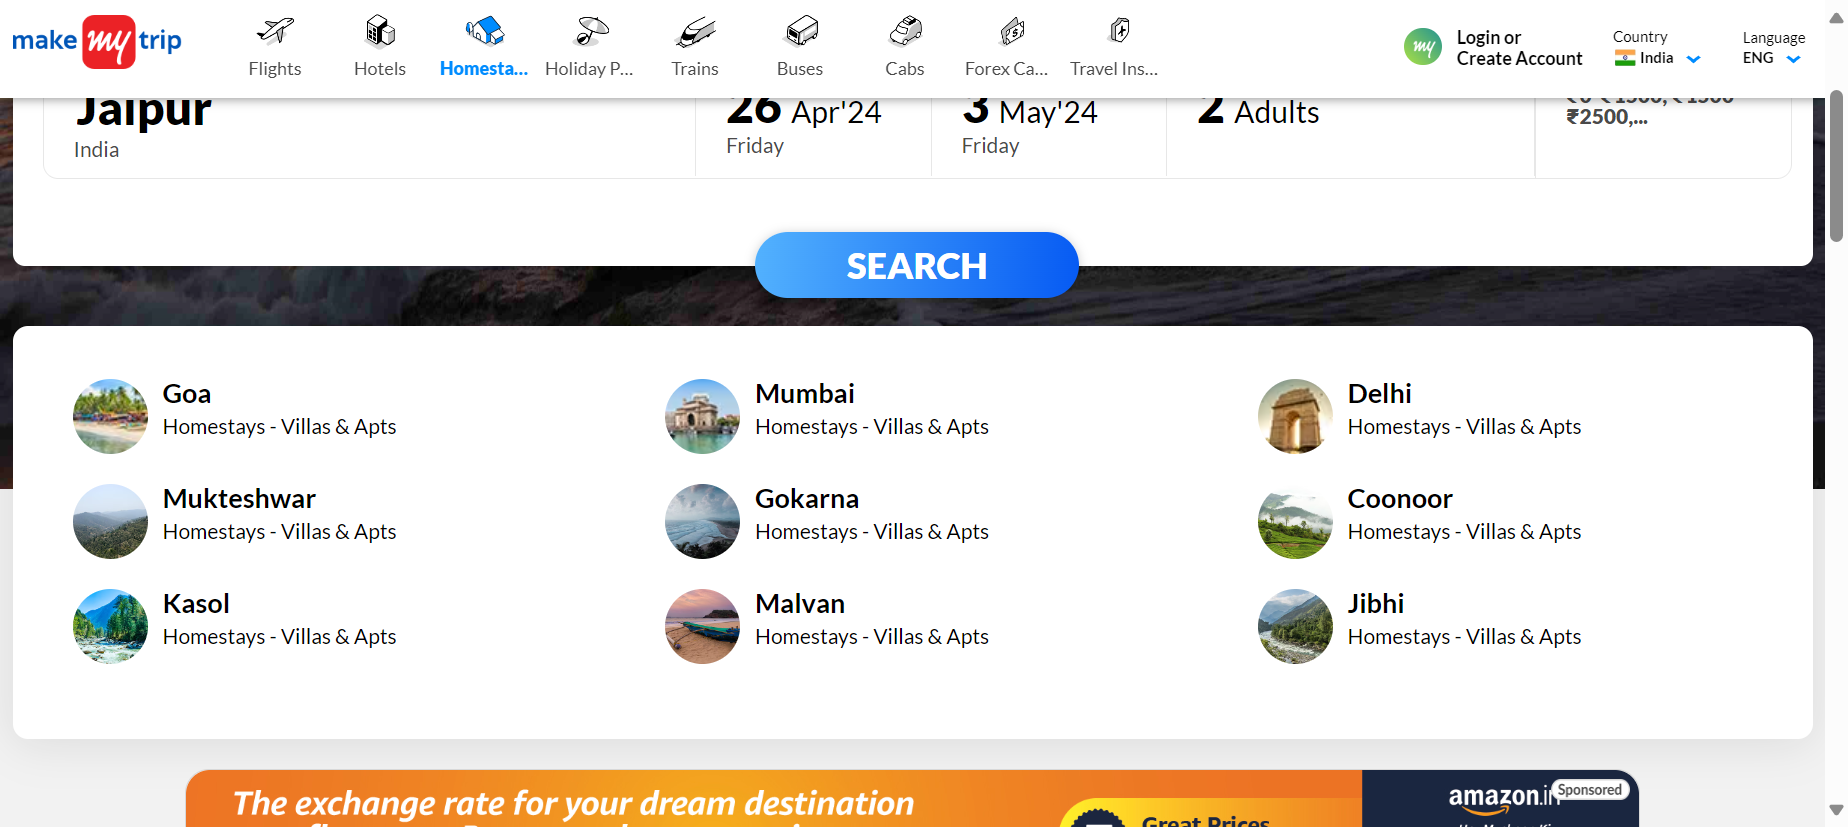 make my trip
Flights
Hotels
Homesta...
Holiday P...
Trains
Buses
Cabs
Forex Ca...
Travel Ins...
my
Login or
Create Account
Country
India
Language
ENG
Jaipur
India
26 Apr'24
Friday
3 May'24
Friday
2 Adults
₹0-₹1500, ₹1500-
₹2500,...
SEARCH
Goa
Homestays - Villas & Apts
Mumbai
Homestays - Villas & Apts
Delhi
Homestays - Villas & Apts
Mukteshwar
Homestays - Villas & Apts
Gokarna
Homestays - Villas & Apts
Coonoor
Homestays - Villas & Apts
Kasol
Homestays - Villas & Apts
Malvan
Homestays - Villas & Apts
Jibhi
Homestays - Villas & Apts
The exchange rate for your dream destination
Great Prices
amazon.in
Sponsored